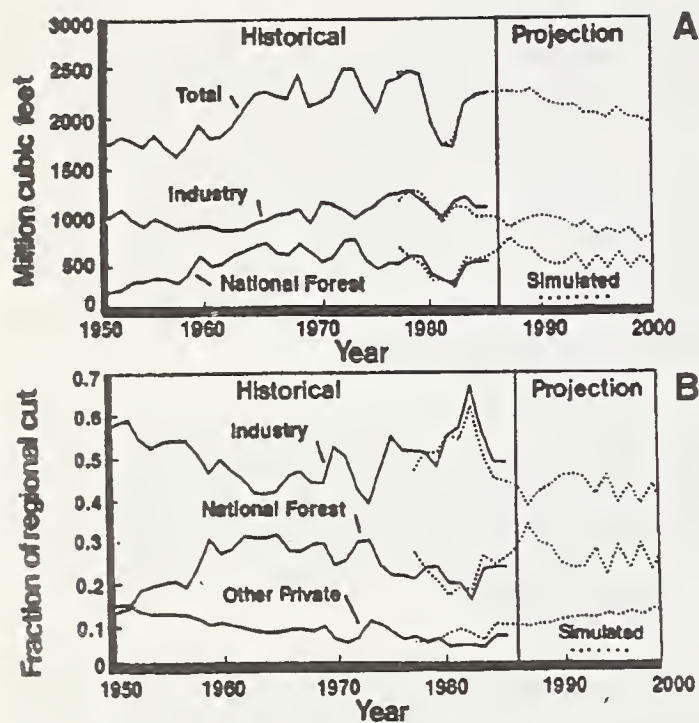 A
Historical Projection
Million cubic feet
3000
2500
2000
1500
1000
500
0
Total
Industry
National Forest
Simulated
1950 1960 1970 1980 1990 2000
Year
B
Historical Projection
Fraction of regional cut
0.7
0.6
0.5
0.4
0.3
0.2
0.1
0
Industry
National Forest
Other Private
Simulated
1950 1960 1970 1980 1990 2000
Year